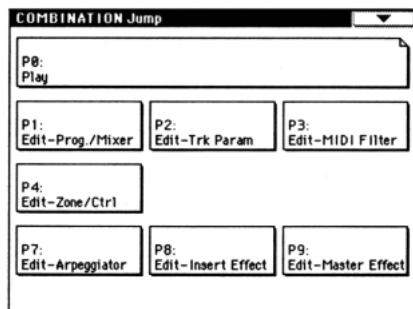 COMBINATION Jump
P0:
Play
P1:
Edit-Prog./Mixer
P2:
Edit-Trk Param
P3:
Edit-MIDI Filter
P4:
Edit-Zone/Ctrl
P7:
Edit-Arpeggiator
P8:
Edit-Insert Effect
P9:
Edit-Master Effect